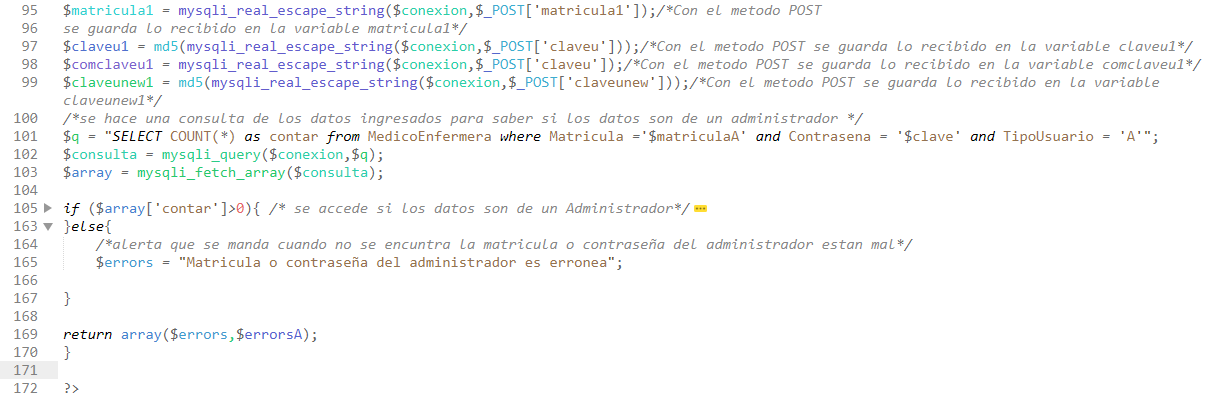 95 $matricula1 = mysqli_real_escape_string($conexion,$_POST['matricula1']);/*Con el metodo POST
96 se guarda lo recibido en la variable matricula1*/
97 $claveu1 = md5(mysqli_real_escape_string($conexion,$_POST['claveu']));/*Con el metodo POST se guarda lo recibido en la variable claveu1*/
98 $comclaveu1 = mysqli_real_escape_string($conexion,$_POST['claveu']);/*Con el metodo POST se guarda lo recibido en la variable comclaveu1*/
99 $claveunew1 = md5(mysqli_real_escape_string($conexion,$_POST['claveunew']));/*Con el metodo POST se guarda lo recibido en la variable
claveunew1*/
100 /*se hace una consulta de los datos ingresados para saber si los datos son de un administrador */
101 $q = "SELECT COUNT(*) as contar from MedicoEnfermera where Matricula ='$matriculaA' and Contrasena = '$clave' and TipoUsuario = 'A'";
102 $consulta = mysqli_query($conexion,$q);
103 $array = mysqli_fetch_array($consulta);
104
105 if ($array['contar']>0){ /* se accede si los datos son de un Administrador*/
163 }else{
164 /*alerta que se manda cuando no se encuntra la matricula o contraseña del administrador estan mal*/
165 $errors = "Matricula o contraseña del administrador es erronea";
166
167 }
168
169 return array($errors,$errorsA);
170 }
171
172 ?>